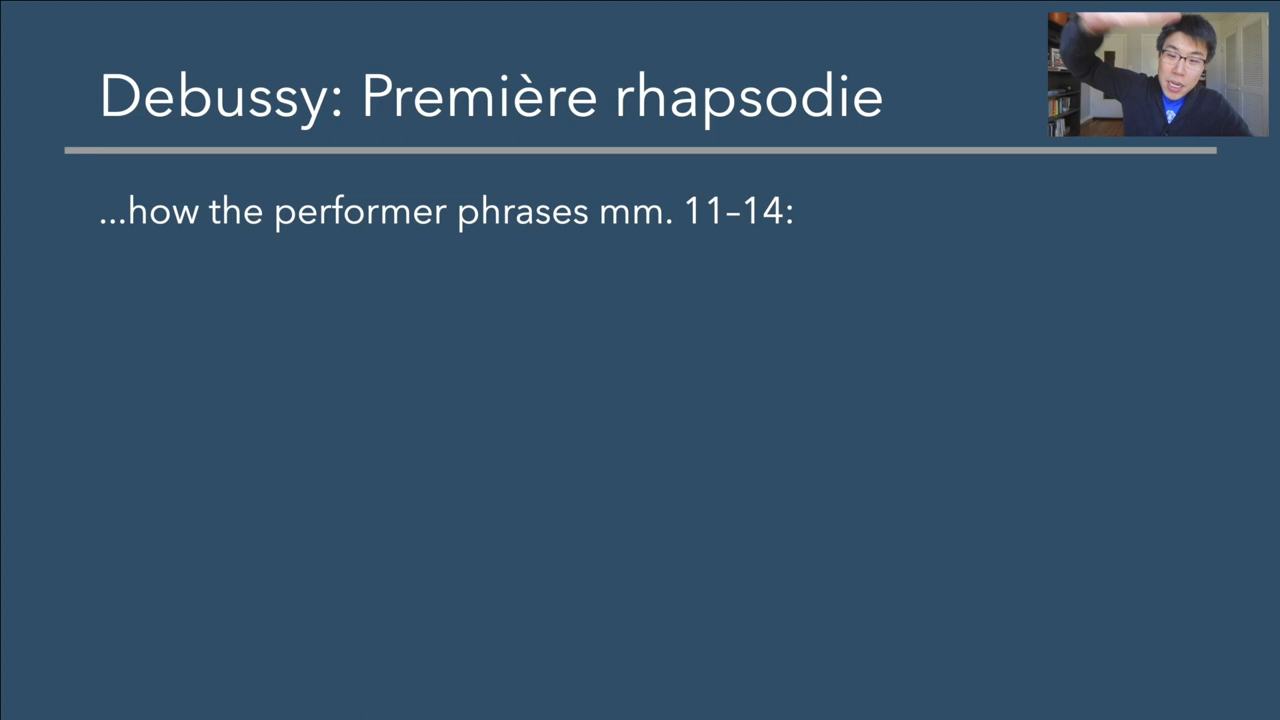 Debussy: Première rhapsodie
...how the performer phrases mm. 11–14: